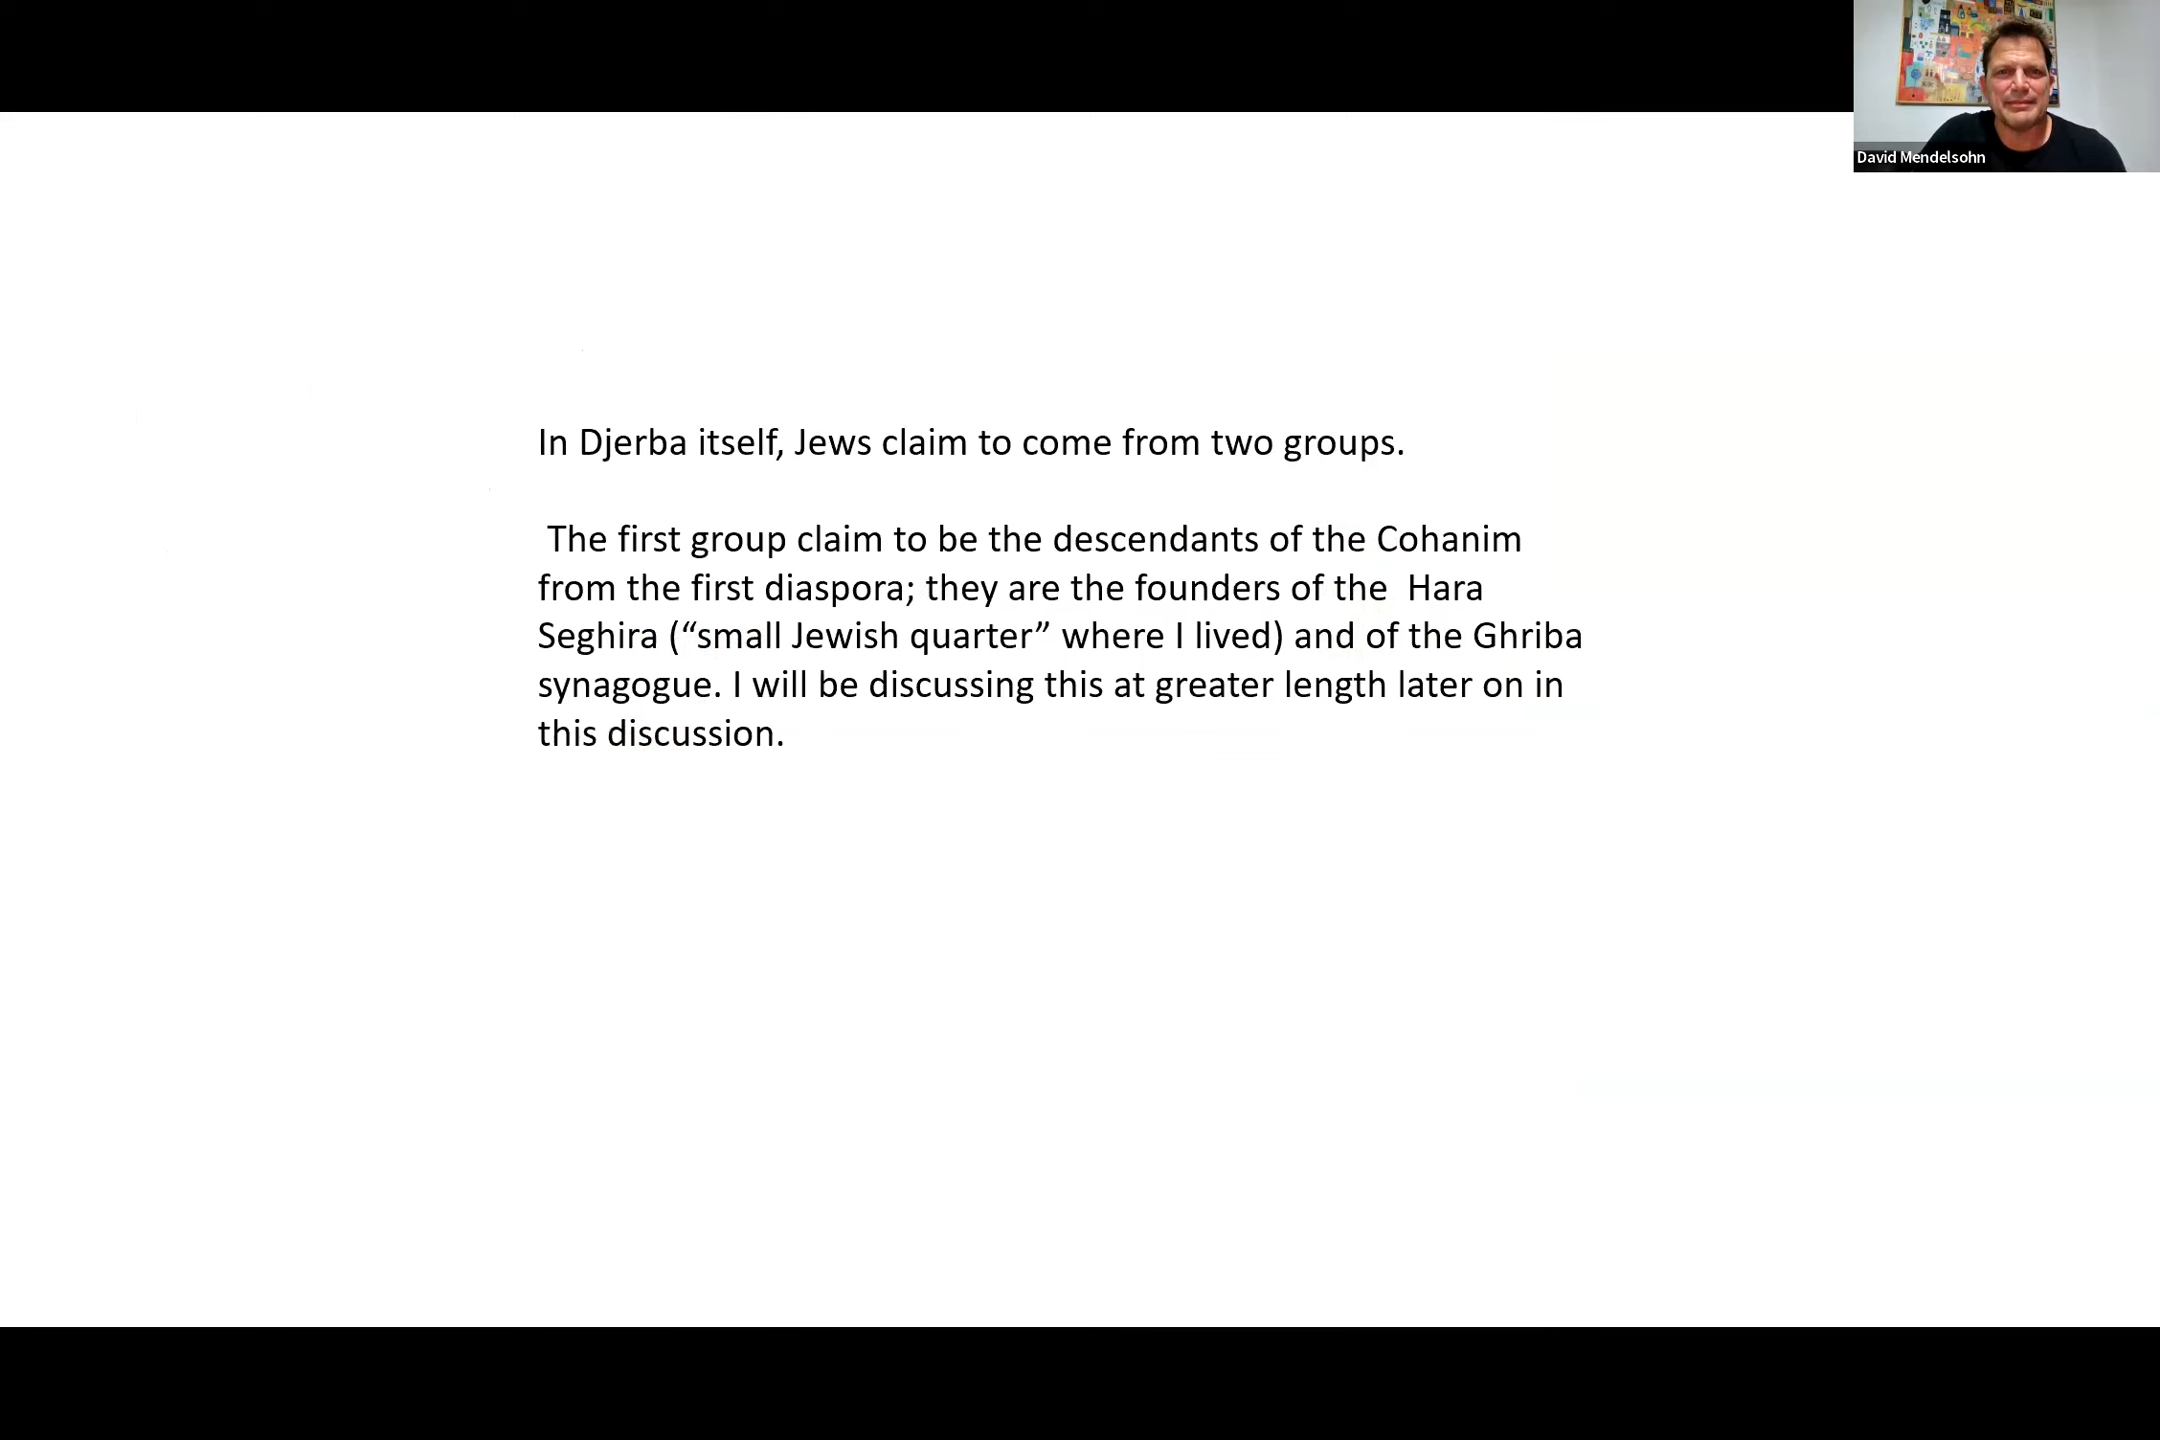 David Mendelsohn
In Djerba itself, Jews claim to come from two groups.
The first group claim to be the descendants of the Cohanim
from the first diaspora; they are the founders of the  Hara
Seghira (“small Jewish quarter” where I lived) and of the Ghriba
synagogue. I will be discussing this at greater length later on in
this discussion.